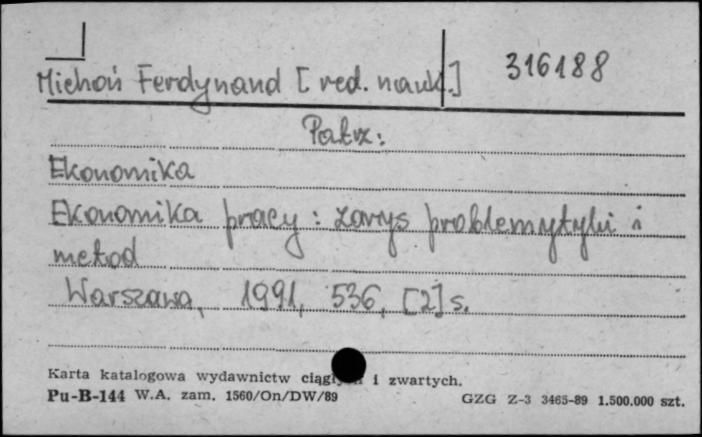 Michoń Ferdynand [red. nauk.] 316188
Patrz:
Ekonomika
Ekonomika pracy : zarys problemytyki i
metod
Warszawa, 1991, 536, [2] s.
Karta katalogowa wydawnictw ciągłych i zwartych.
Pu-B-144 W.A. zam. 1560/On/DW/89 GZG Z-3 3465-89 1.500.000 szt.